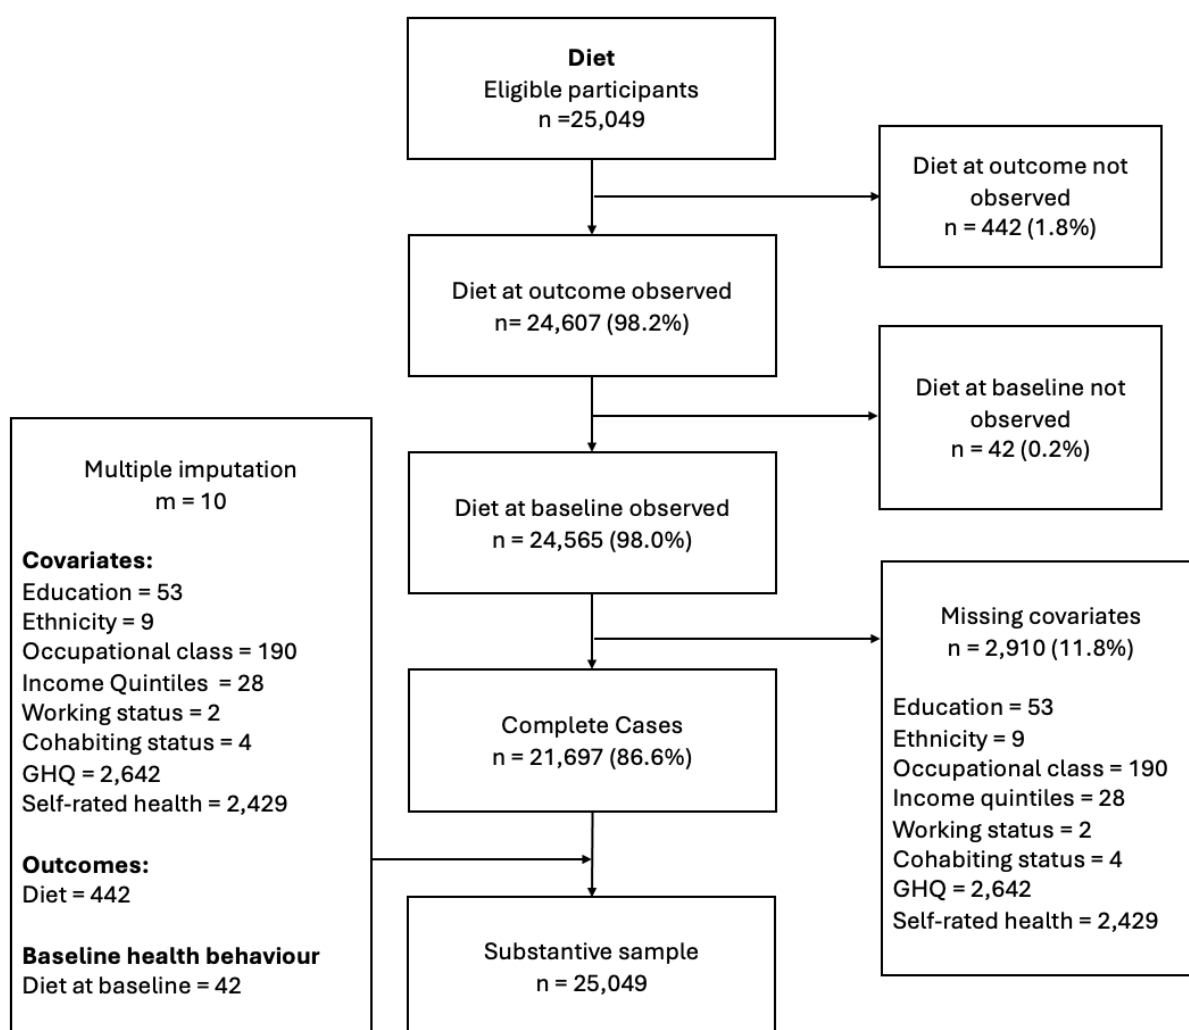 Diet
Eligible participants
n =25,049
Diet at outcome not
observed
n = 442 (1.8%)
Diet at outcome observed
n= 24,607 (98.2%)
Diet at baseline not
observed
n = 42 (0.2%)
Diet at baseline observed
n = 24,565 (98.0%)
Missing covariates
n = 2,910 (11.8%)
Education = 53
Ethnicity = 9
Occupational class = 190
Income quintiles = 28
Working status = 2
Cohabiting status = 4
GHQ = 2,642
Self-rated health = 2,429
Complete Cases
n = 21,697 (86.6%)
Multiple imputation
m = 10
Covariates:
Education = 53
Ethnicity = 9
Occupational class = 190
Income Quintiles  = 28
Working status = 2
Cohabiting status = 4
GHQ = 2,642
Self-rated health = 2,429
Outcomes:
Diet = 442
Baseline health behaviour
Diet at baseline = 42
Substantive sample
n = 25,049